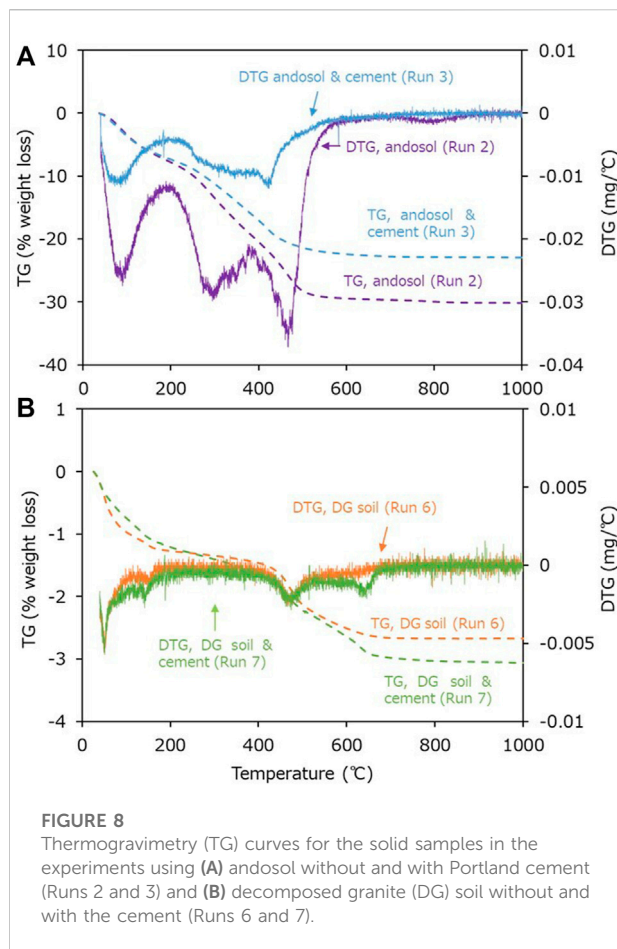 A
10
0
-10
-20
-30
-40
TG (% weight loss)
0.01
0
-0.01
-0.02
-0.03
-0.04
DTG (mg/℃)
DTG andosol & cement (Run 3)
DTG, andosol (Run 2)
TG, andosol &
cement (Run 3)
TG, andosol (Run 2)
0 200 400 600 800 1000
B
1
0
-1
-2
-3
-4
TG (% weight loss)
0.01
0.005
0
-0.005
-0.01
DTG (mg/℃)
DTG, DG soil (Run 6)
DTG, DG soil &
cement (Run 7)
TG, DG soil (Run 6)
TG, DG soil &
cement (Run 7)
0 200 400 600 800 1000
Temperature (℃)
FIGURE 8
Thermogravimetry (TG) curves for the solid samples in the
experiments using (A) andosol without and with Portland cement
(Runs 2 and 3) and (B) decomposed granite (DG) soil without and
with the cement (Runs 6 and 7).